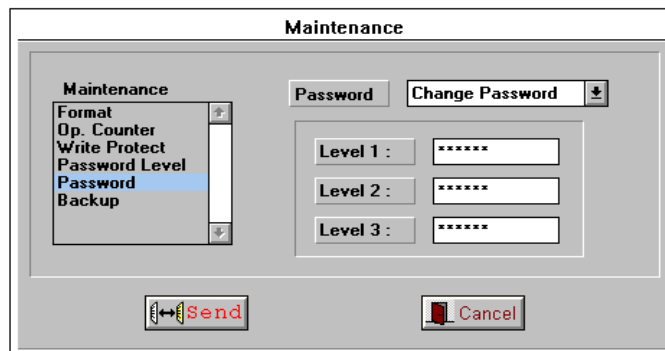 Maintenance
Maintenance
Format
Op. Counter
Write Protect
Password Level
Password
Backup
Password
Change Password
Level 1 :
******
Level 2 :
******
Level 3 :
******
Send
Cancel